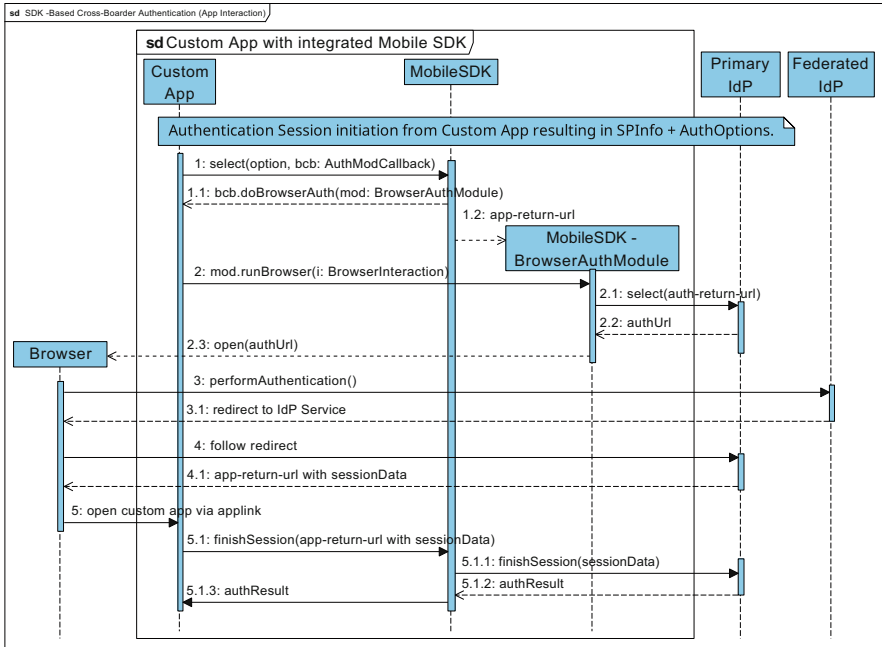 sd SDK -Based Cross-Boarder Authentication (App Interaction)
sd Custom App with integrated Mobile SDK
Custom
App
MobileSDK
Primary
IdP
Federated
IdP
Authentication Session initiation from Custom App resulting in SPInfo + AuthOptions.
1: select(option, bcb: AuthModCallback)
1.1: bcb.doBrowserAuth(mod: BrowserAuthModule)
1.2: app-return-url
MobileSDK -
BrowserAuthModule
2: mod.runBrowser(i: BrowserInteraction)
2.1: select(auth-return-url)
2.2: authUrl
2.3: open(authUrl)
Browser
3: performAuthentication()
3.1: redirect to IdP Service
4: follow redirect
4.1: app-return-url with sessionData
5: open custom app via applink
5.1: finishSession(app-return-url with sessionData)
5.1.1: finishSession(sessionData)
5.1.2: authResult
5.1.3: authResult